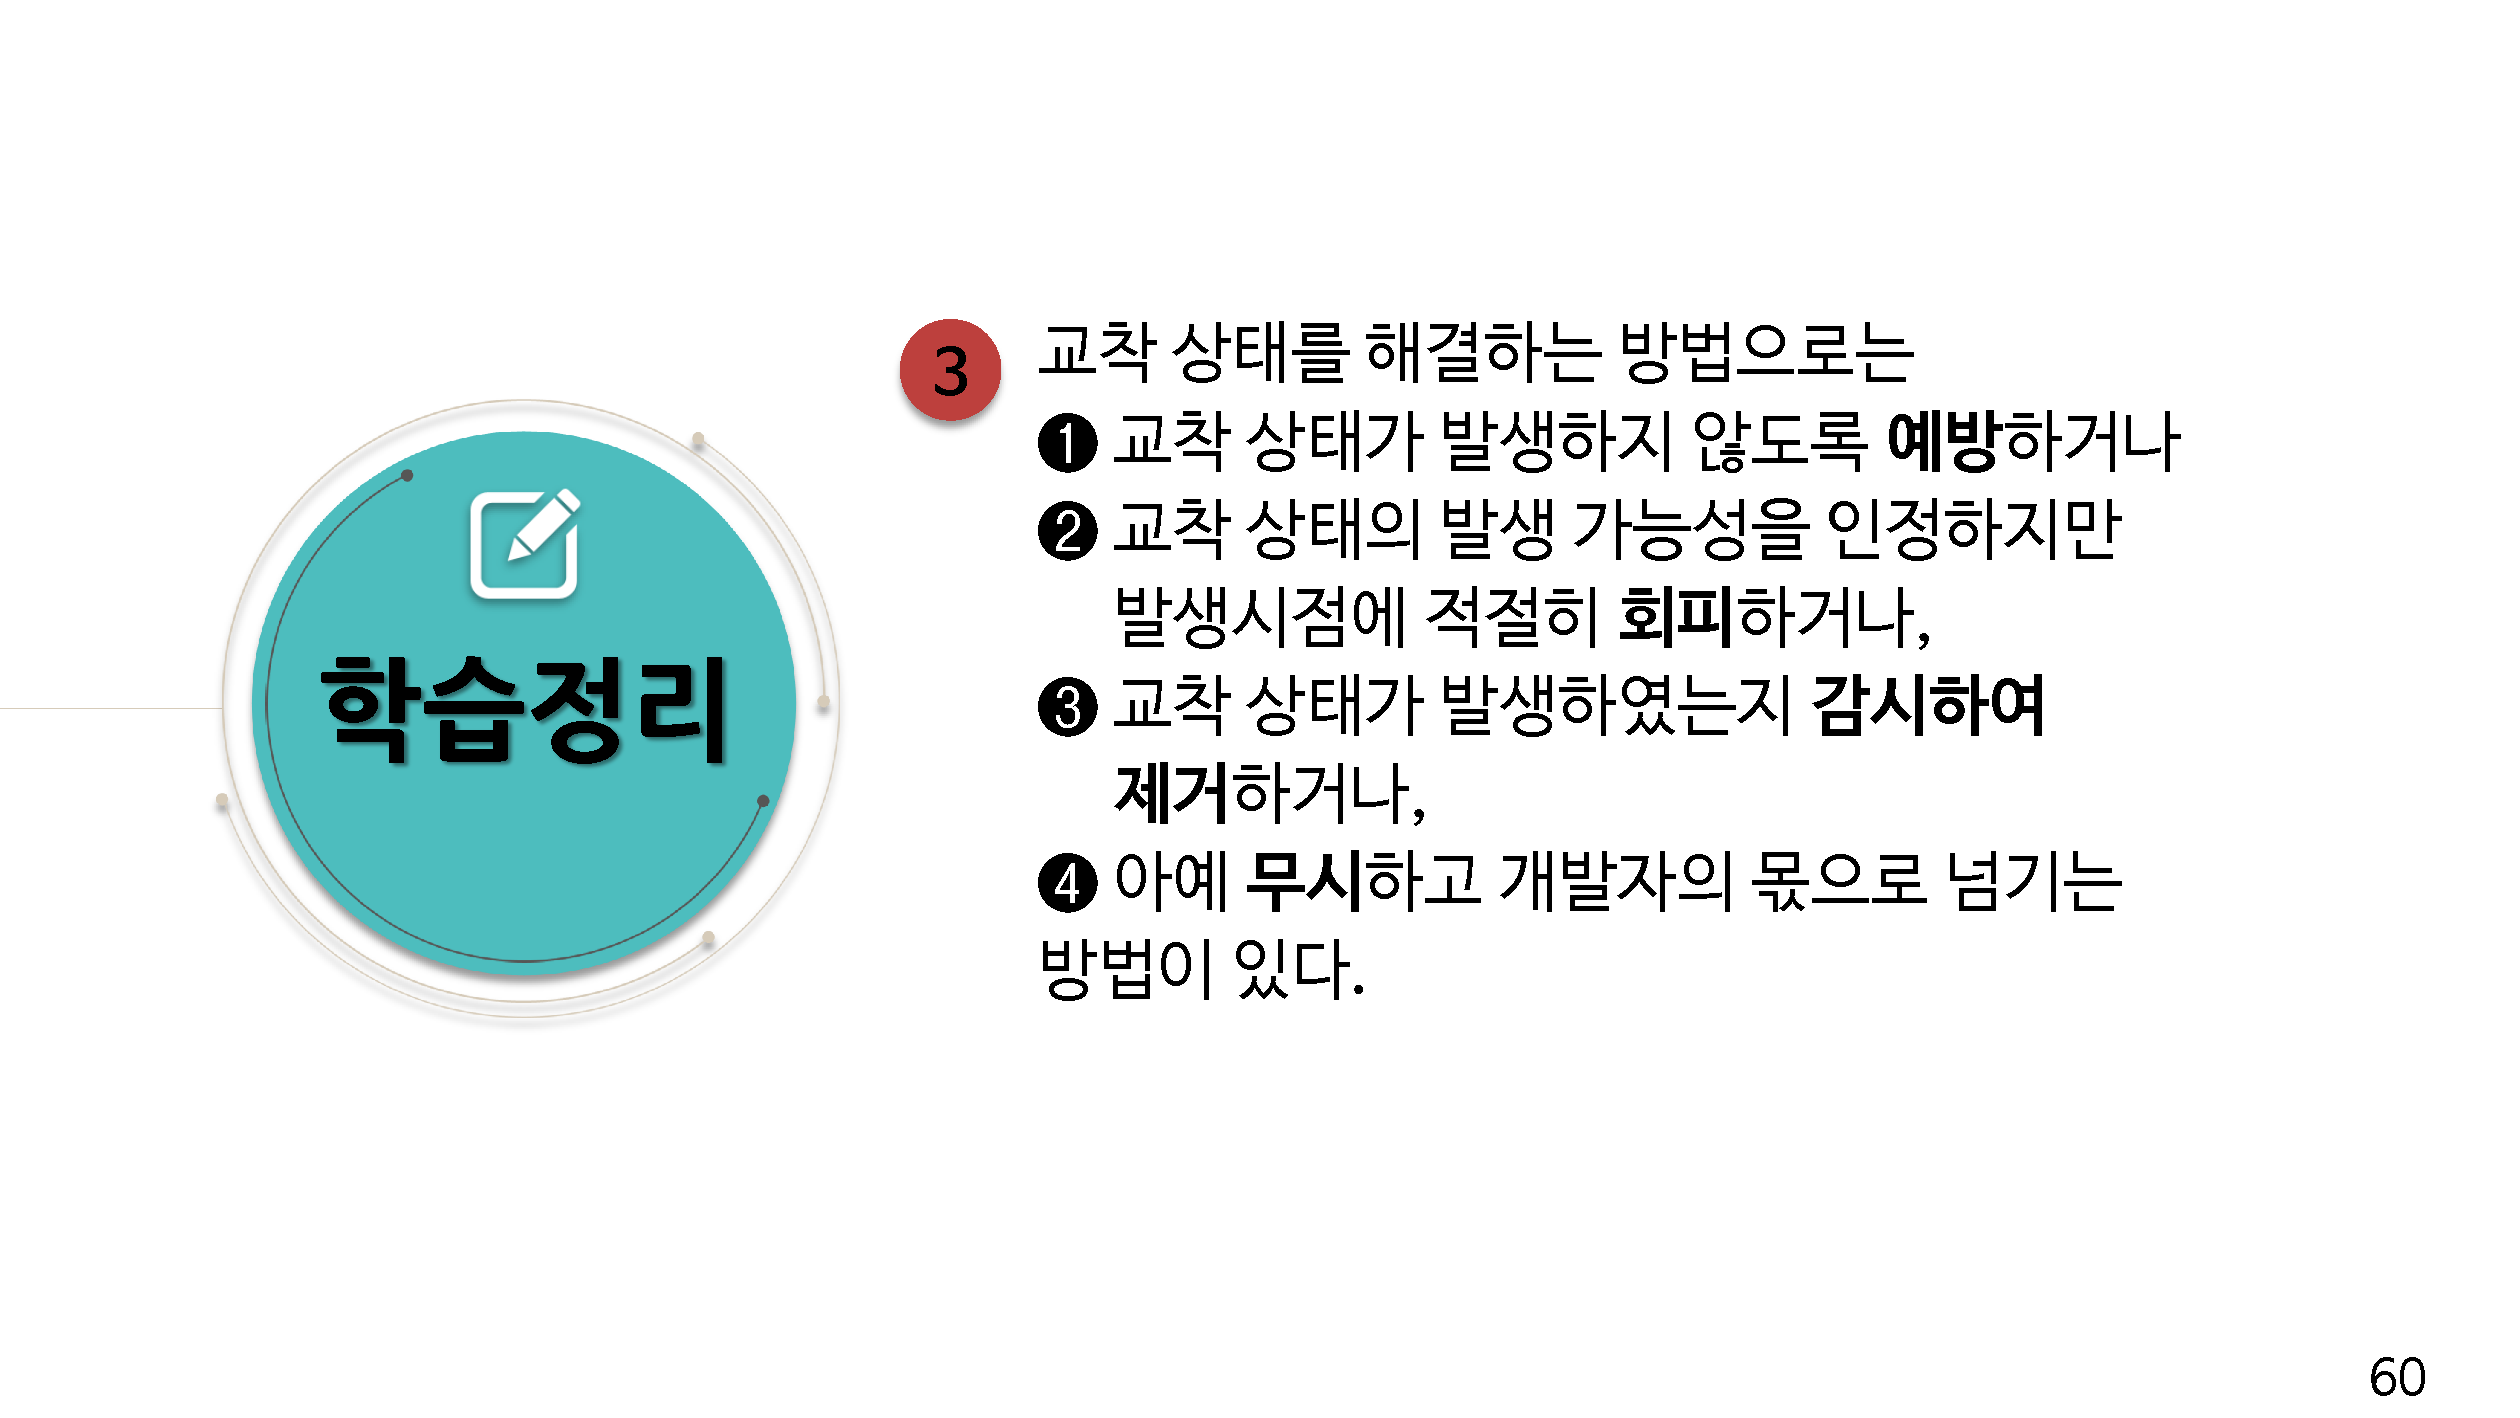 학습정리
3
교착 상태를 해결하는 방법으로는
❶ 교착 상태가 발생하지 않도록 예방하거나
❷ 교착 상태의 발생 가능성을 인정하지만
발생시점에 적절히 회피하거나,
❸ 교착 상태가 발생하였는지 감시하여
제거하거나,
❹ 아예 무시하고 개발자의 몫으로 넘기는
방법이 있다.
60